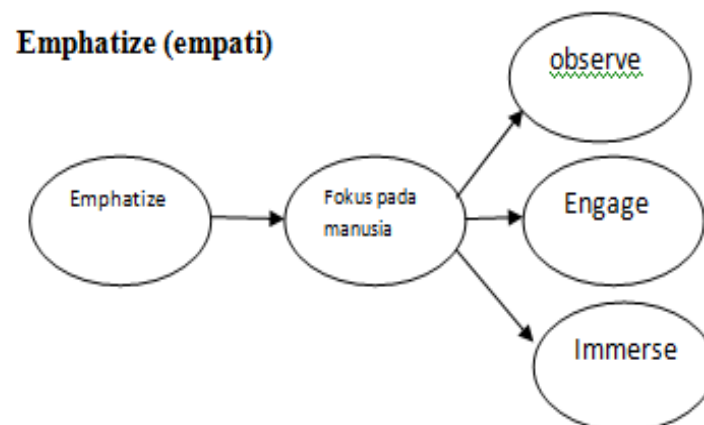 Emphatize (empati)
observe
Emphatize
Fokus pada
manusia
Engage
Immerse